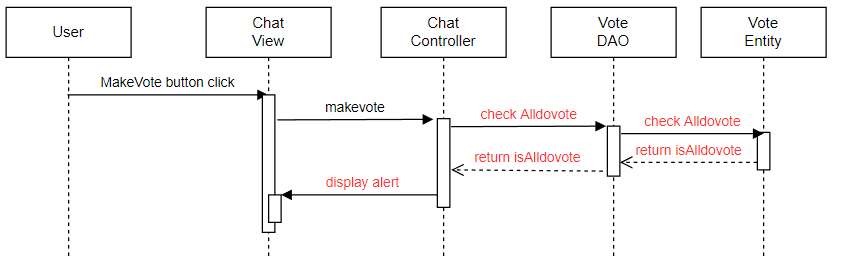 User
Chat
View
Chat
Controller
Vote
DAO
Vote
Entity
MakeVote button click
makevote
check Alldovote
check Alldovote
return isAlldovote
return isAlldovote
display alert